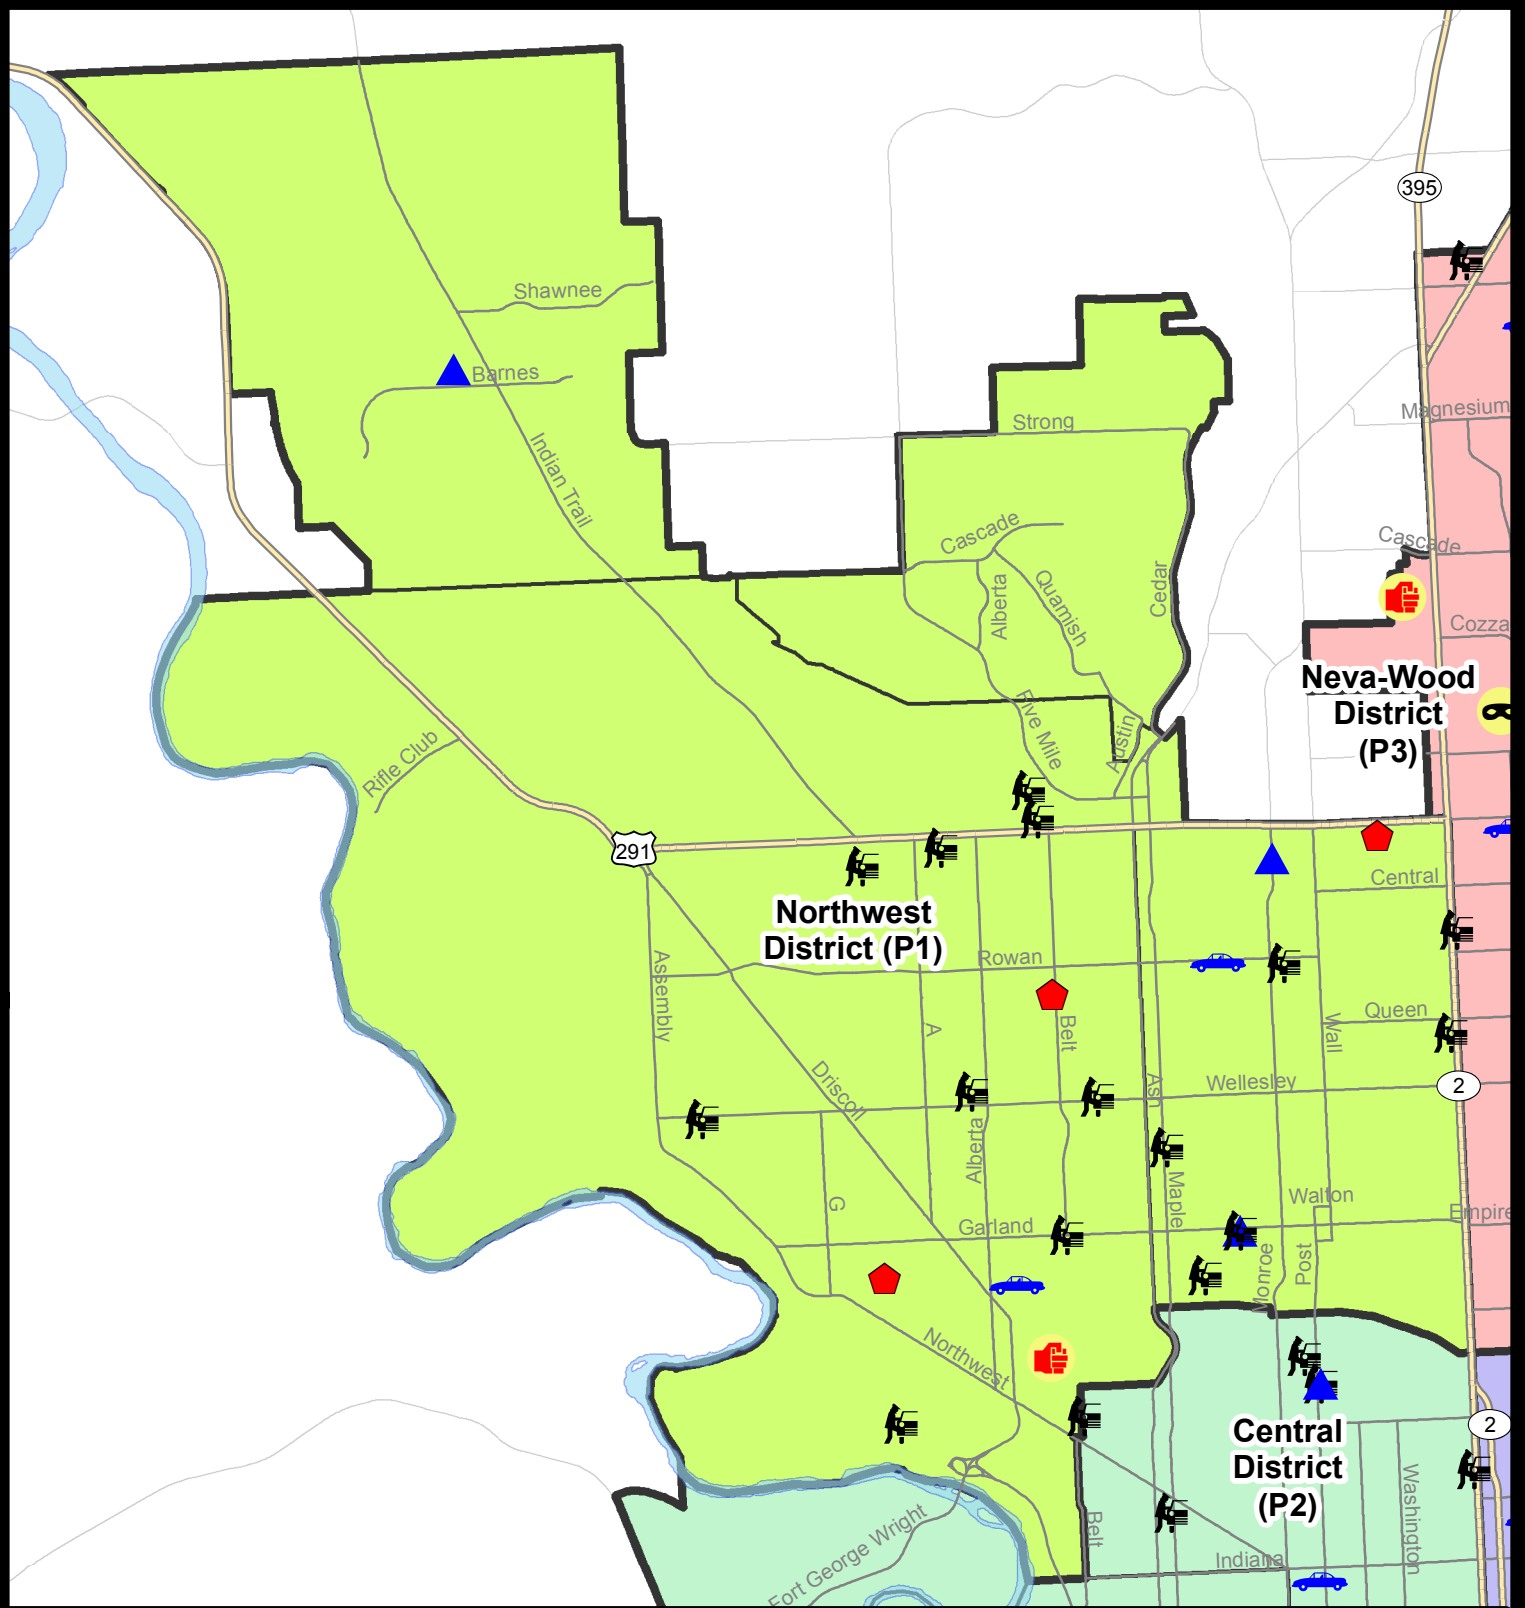 395
Shawnee
Barnes
Magnesium
Strong
Indian Trail
Cascade
Cascade
Alberta
Quamish
Cedar
Cozza
Neva-Wood
District
(P3)
Five Mile
Austin
Rifle Club
291
Central
Northwest
District (P1)
Rowan
Assembly
A
Belt
Queen
Wall
Driscoll
Ash
Wellesley
2
Alberta
Maple
G
Walton
Empire
Garland
Monroe
Post
Northwest
Central
District
(P2)
2
Washington
Belt
Fort George Wright
Indiana